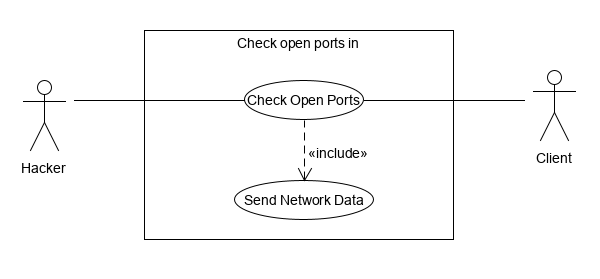 Check open ports in
Check Open Ports
«include»
Hacker
Client
Send Network Data